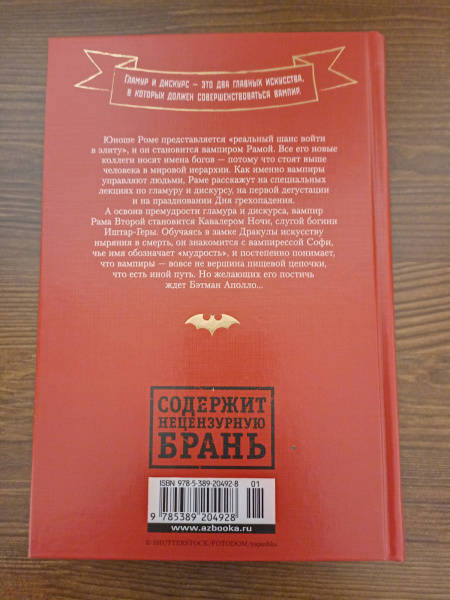 Гламур и дискурс — это два главных искусства,
в которых должен совершенствоваться вампир.
Юноше Роме представляется «реальный шанс войти
в элиту», и он становится вампиром Рамой. Все его новые
коллеги носят имена богов — потому что стоят выше
человека в мировой иерархии. Как именно вампиры
управляют людьми, Раме расскажут на специальных
лекциях по гламуру и дискурсу, на первой дегустации
и на праздновании Дня грехопадения.
А освоив премудрости гламура и дискурса, вампир
Рама Второй становится Кавалером Ночи, слугой богини
Иштар-Геры. Обучаясь в замке Дракулы искусству
ныряния в смерть, он знакомится с вампирессой Софи,
чье имя обозначает «мудрость», и постепенно понимает,
что вампиры — вовсе не вершина пищевой цепочки,
что есть иной путь. Но желающих его постичь
ждет Бэтман Аполло...
СОДЕРЖИТ
НЕЦЕНЗУРНУЮ
БРАНЬ
ISBN 978-5-389-20492-8
01
9 785389 204928
www.azbooka.ru
© SHUTTERSTOCK/FOTODOM/